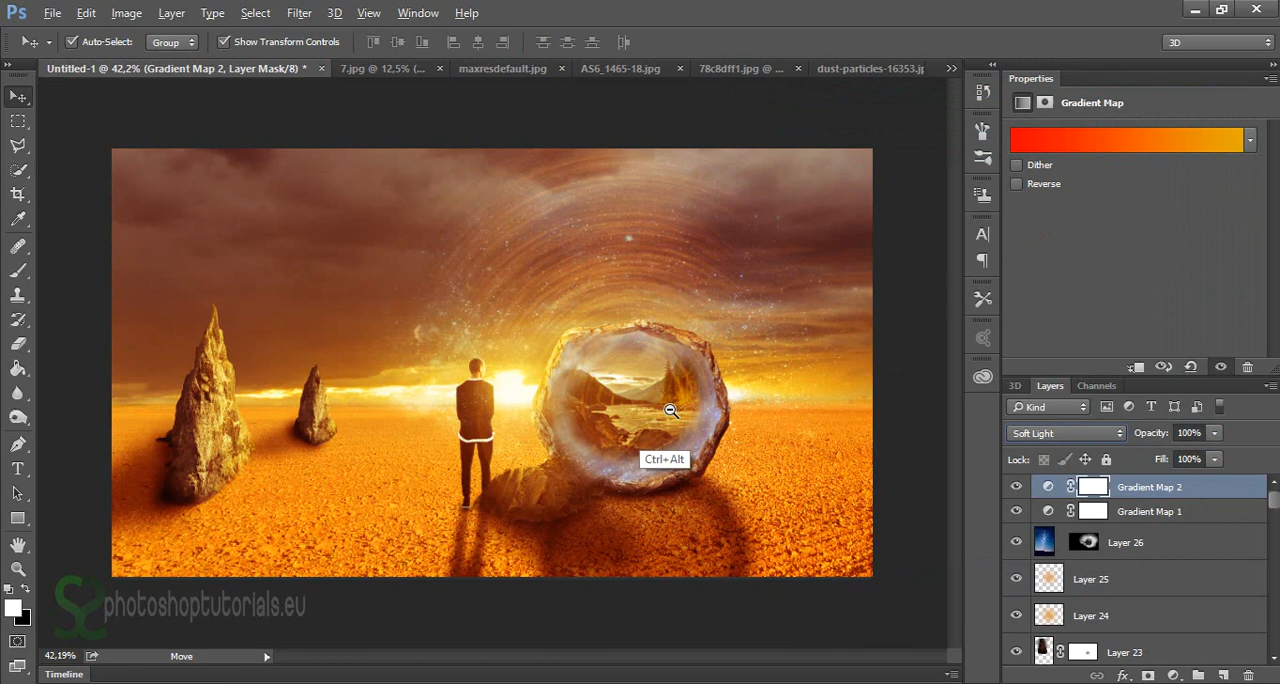 Ps File Edit Image Layer Type Select Filter 3D View Window Help
Auto-Select: Group Show Transform Controls 3D
Untitled-1 @ 42,2% (Gradient Map 2, Layer Mask/8) * × 7.jpg @ 12,5% (... × maxresdefault.jpg × AS6_1465-18.jpg × 78c8dff1.jpg @ ... × dust-particles-16353.jp
Properties
Gradient Map
Dither
Reverse
3D Layers Channels
Kind
Soft Light Opacity: 100%
Lock: Fill: 100%
Gradient Map 2
Gradient Map 1
Layer 26
Layer 25
Layer 24
Layer 23
Ctrl+Alt
photoshoptutorials.eu
42,19% Move
Timeline